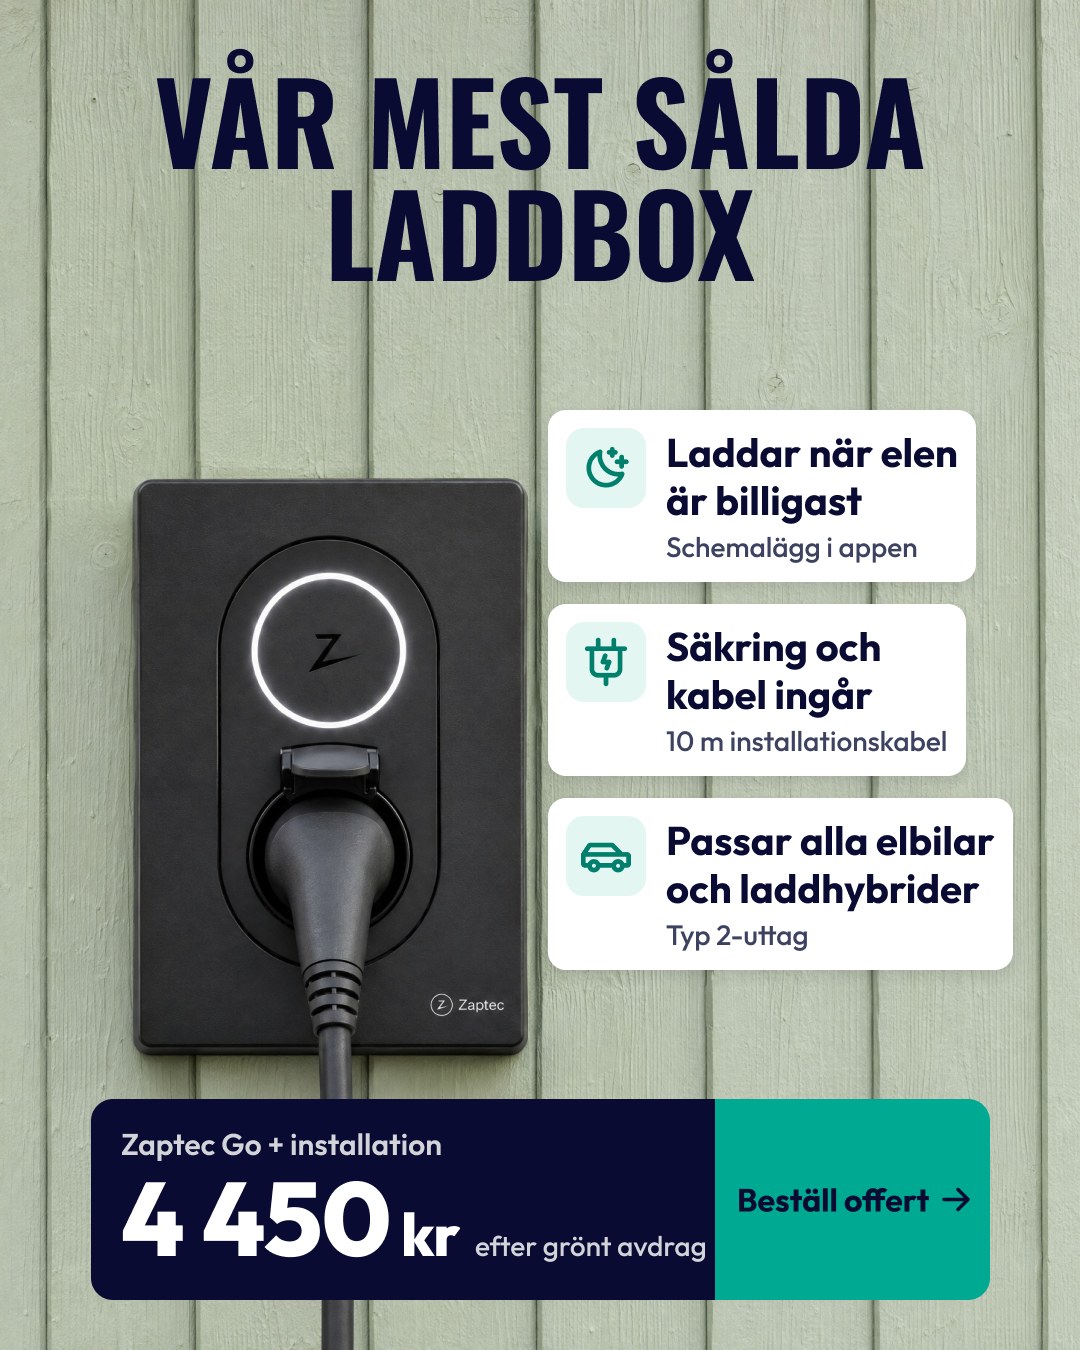 VÅR MEST SÅLDA
LADDBOX
Laddar när elen
är billigast
Schemalägg i appen
Säkring och
kabel ingår
10 m installationskabel
Passar alla elbilar
och laddhybrider
Typ 2-uttag
Zaptec
Zaptec Go + installation
4 450 kr efter grönt avdrag
Beställ offert →